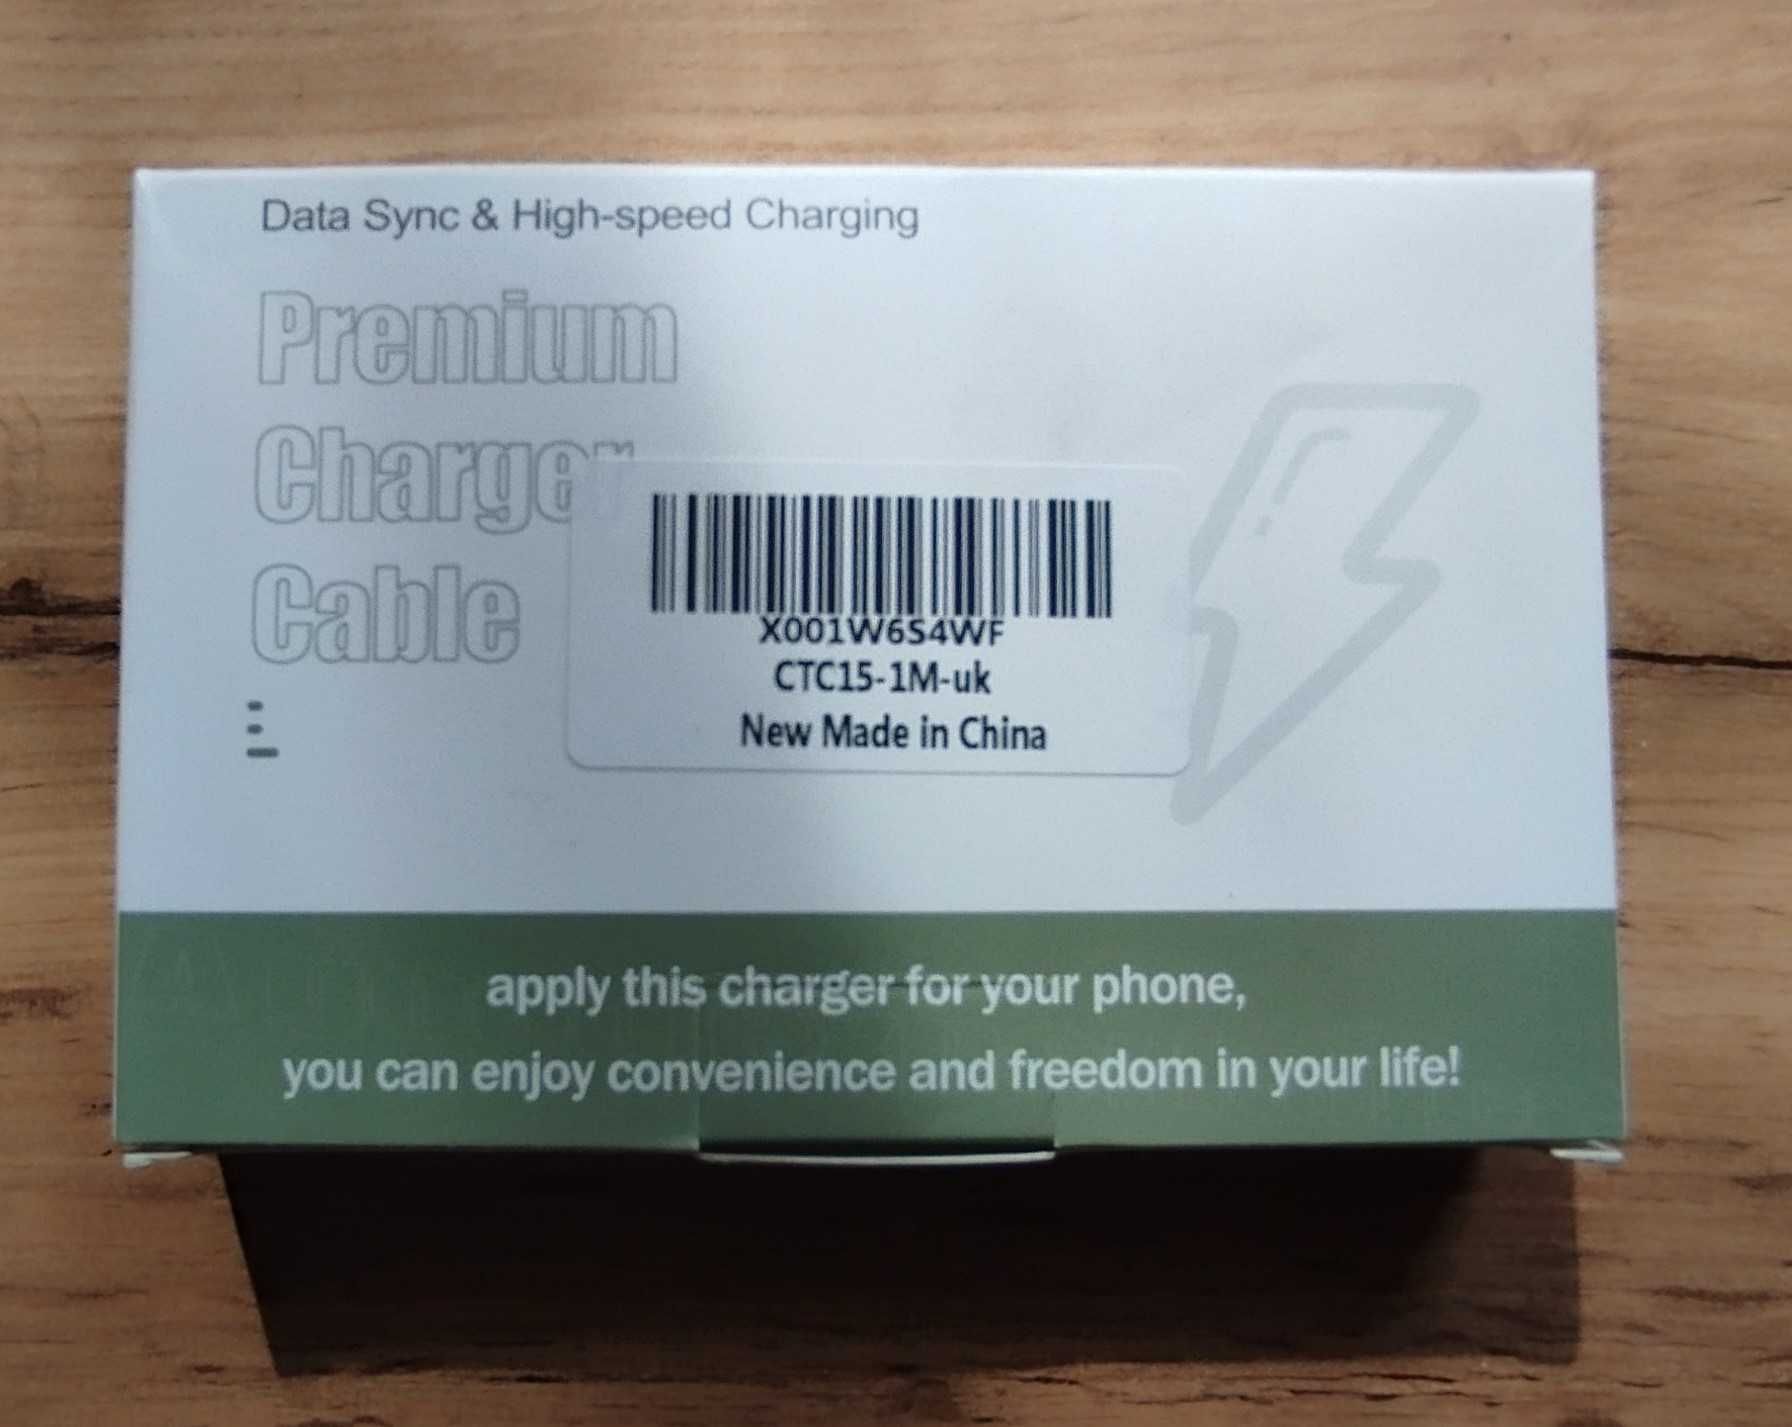 Data Sync & High-speed Charging
Premium
Charger
Cable
X001W6S4WF
CTC15-1M-uk
New Made in China
apply this charger for your phone,
you can enjoy convenience and freedom in your life!